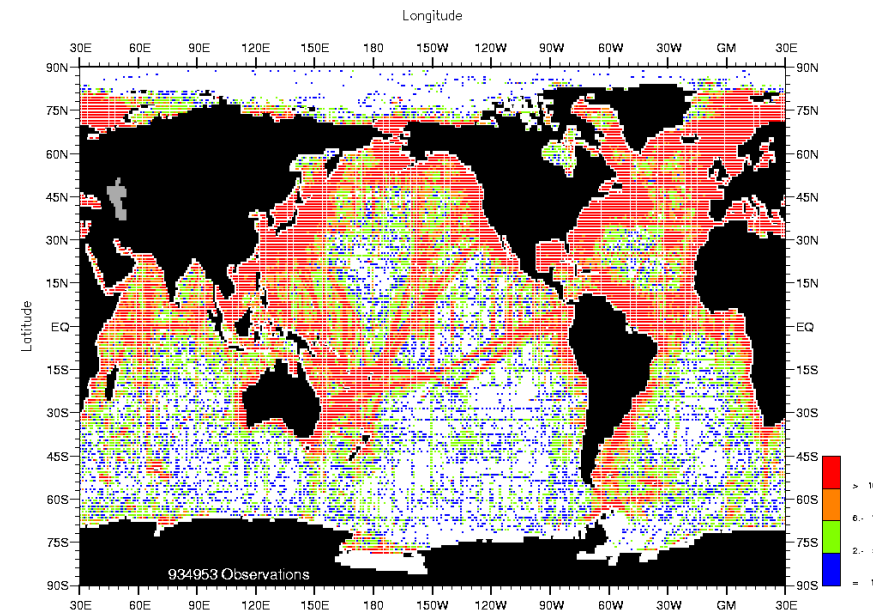 Longitude
30E 60E 90E 120E 150E 180 150W 120W 90W 60W 30W GM 30E
90N 90N
75N 75N
60N 60N
45N 45N
30N 30N
15N 15N
Latitude
EQ EQ
15S 15S
30S 30S
45S 45S
60S 60S
75S 75S
90S 90S
934953 Observations
30E 60E 90E 120E 150E 180 150W 120W 90W 60W 30W GM 30E
>
6.-
2.-
=